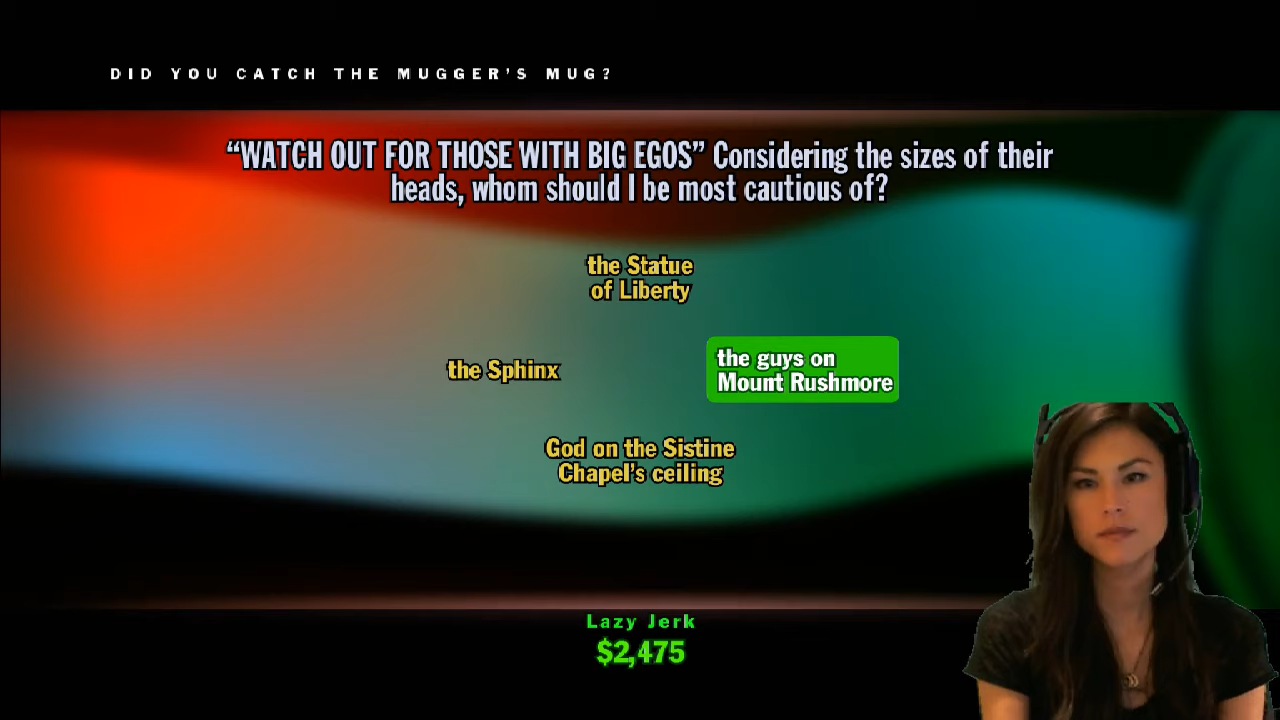 DID YOU CATCH THE MUGGER'S MUG?
“WATCH OUT FOR THOSE WITH BIG EGOS” Considering the sizes of their
heads, whom should I be most cautious of?
the Statue
of Liberty
the Sphinx
the guys on
Mount Rushmore
God on the Sistine
Chapel's ceiling
Lazy Jerk
$2,475